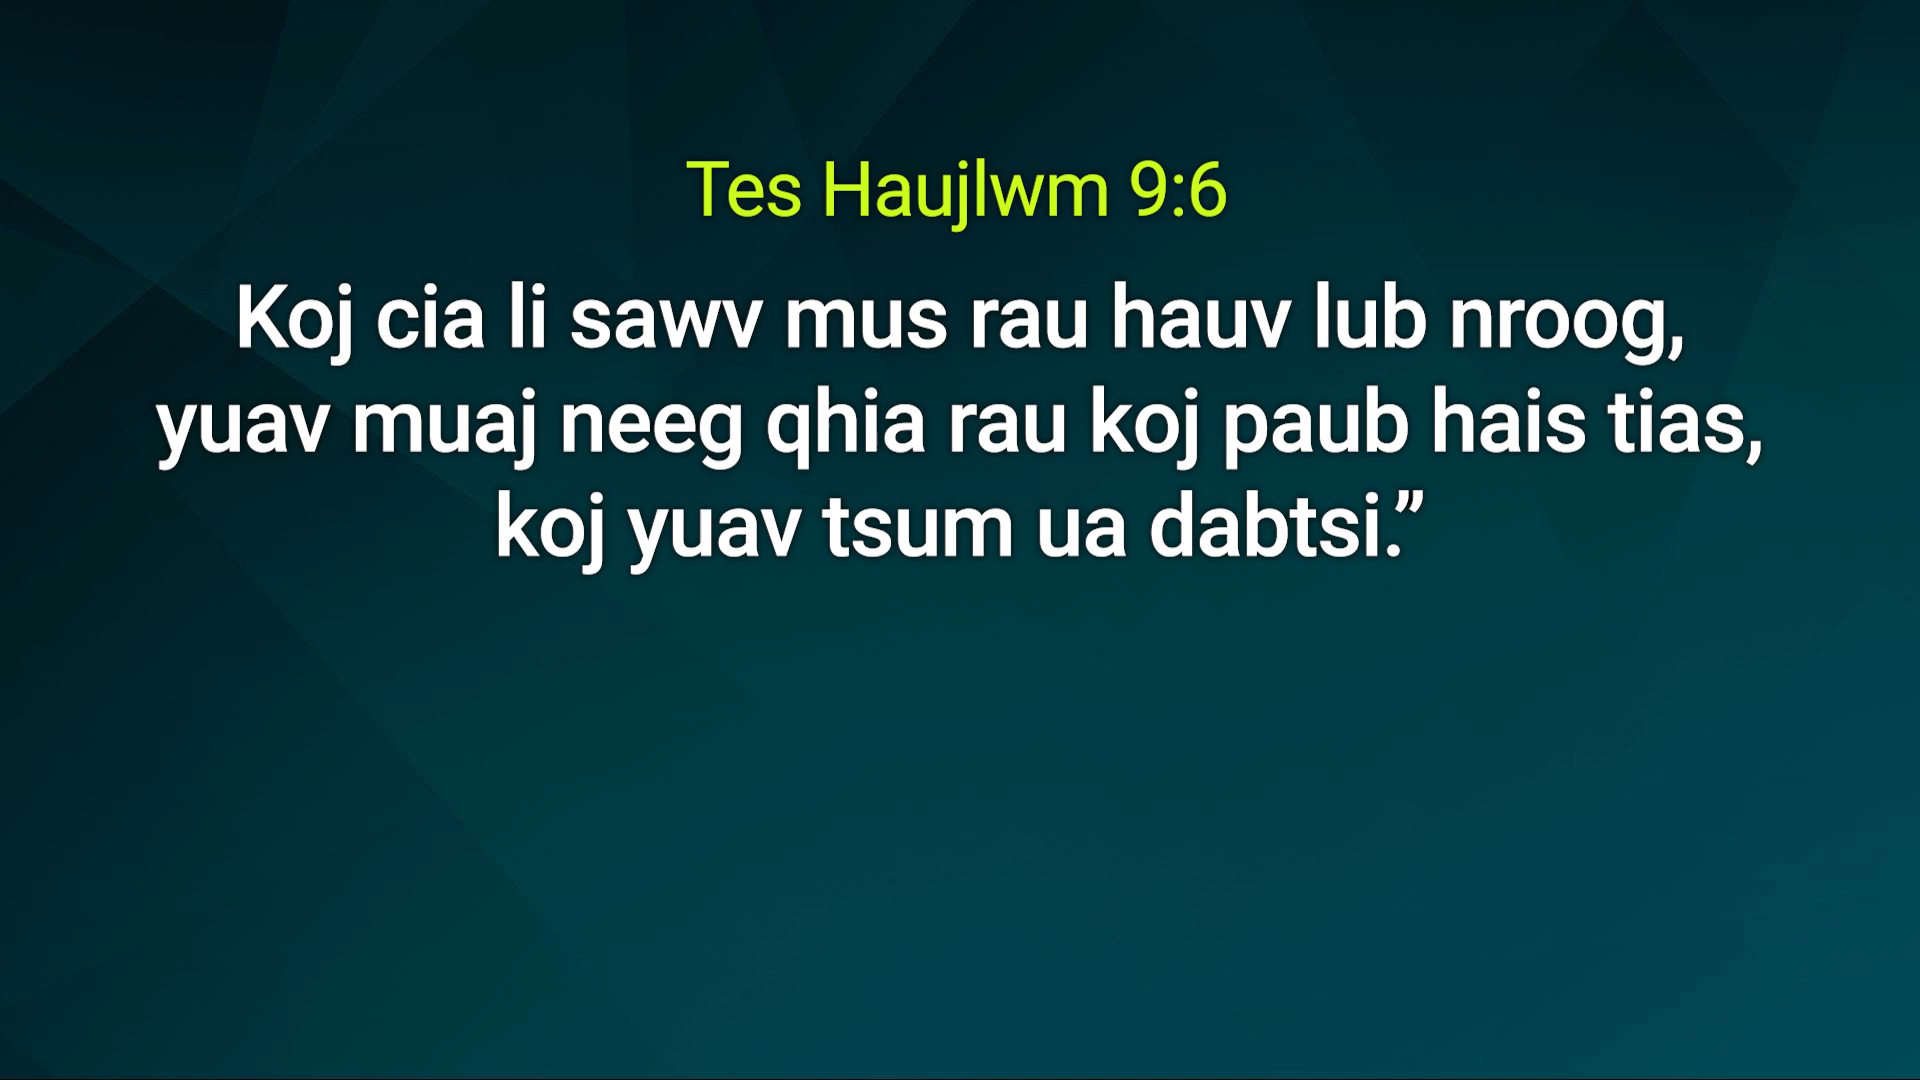 Tes Haujlwm 9:6
Koj cia li sawv mus rau hauv lub nroog,
yuav muaj neeg qhia rau koj paub hais tias,
koj yuav tsum ua dabtsi.”